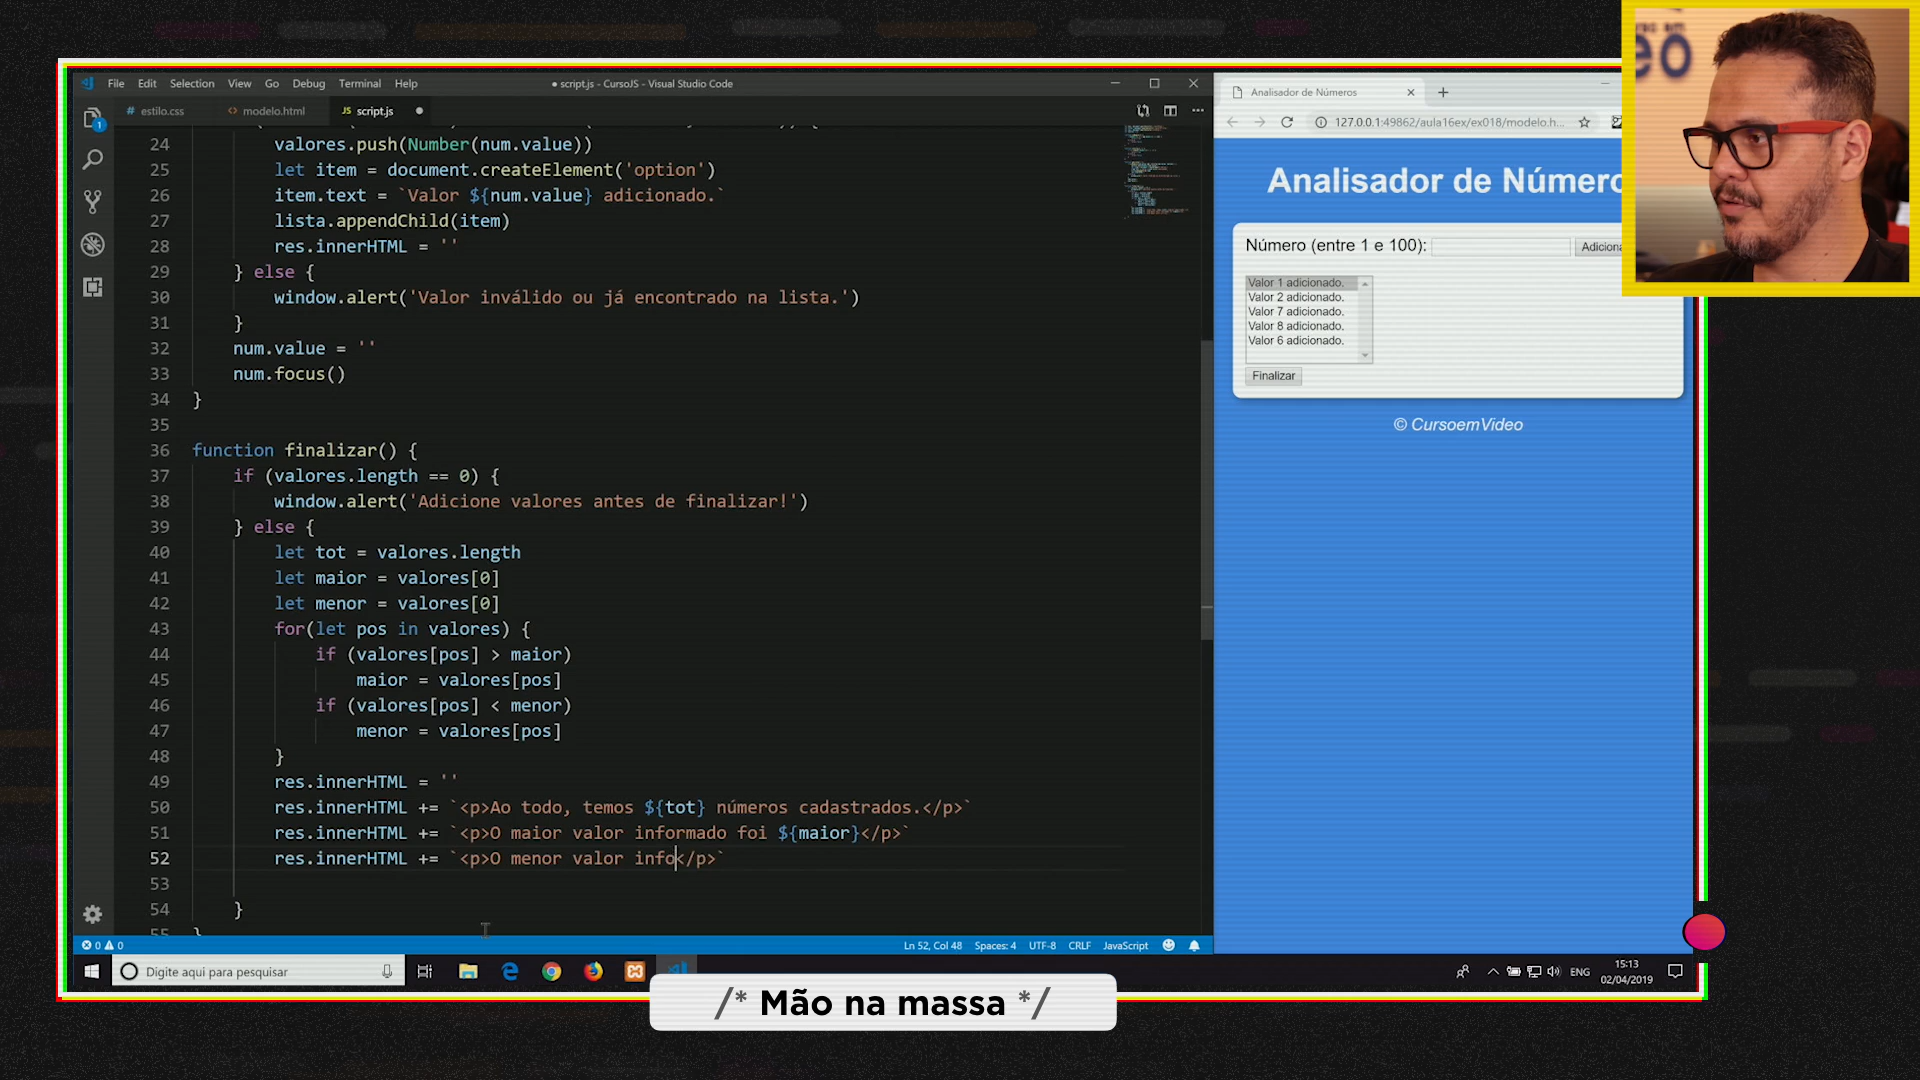 File Edit Selection View Go Debug Terminal Help
● script.js - CursoJS - Visual Studio Code
# estilo.css
<> modelo.html
JS script.js ●
24 valores.push(Number(num.value))
25 let item = document.createElement('option')
26 item.text = `Valor ${num.value} adicionado.`
27 lista.appendChild(item)
28 res.innerHTML = ''
29 } else {
30 window.alert('Valor inválido ou já encontrado na lista.')
31 }
32 num.value = ''
33 num.focus()
34 }
35
36 function finalizar() {
37 if (valores.length == 0) {
38 window.alert('Adicione valores antes de finalizar!')
39 } else {
40 let tot = valores.length
41 let maior = valores[0]
42 let menor = valores[0]
43 for(let pos in valores) {
44 if (valores[pos] > maior)
45 maior = valores[pos]
46 if (valores[pos] < menor)
47 menor = valores[pos]
48 }
49 res.innerHTML = ''
50 res.innerHTML += `<p>Ao todo, temos ${tot} números cadastrados.</p>`
51 res.innerHTML += `<p>O maior valor informado foi ${maior}</p>`
52 res.innerHTML += `<p>O menor valor info</p>`
53
54 }
55 }
0 0
Ln 52, Col 48 Spaces: 4 UTF-8 CRLF JavaScript
Analisador de Números
127.0.0.1:49862/aula16ex/ex018/modelo.h...
Analisador de Número
Número (entre 1 e 100): Adiciona
Valor 1 adicionado.
Valor 2 adicionado.
Valor 7 adicionado.
Valor 8 adicionado.
Valor 6 adicionado.
Finalizar
© CursoemVideo
Digite aqui para pesquisar
ENG
15:13
02/04/2019
/* Mão na massa */